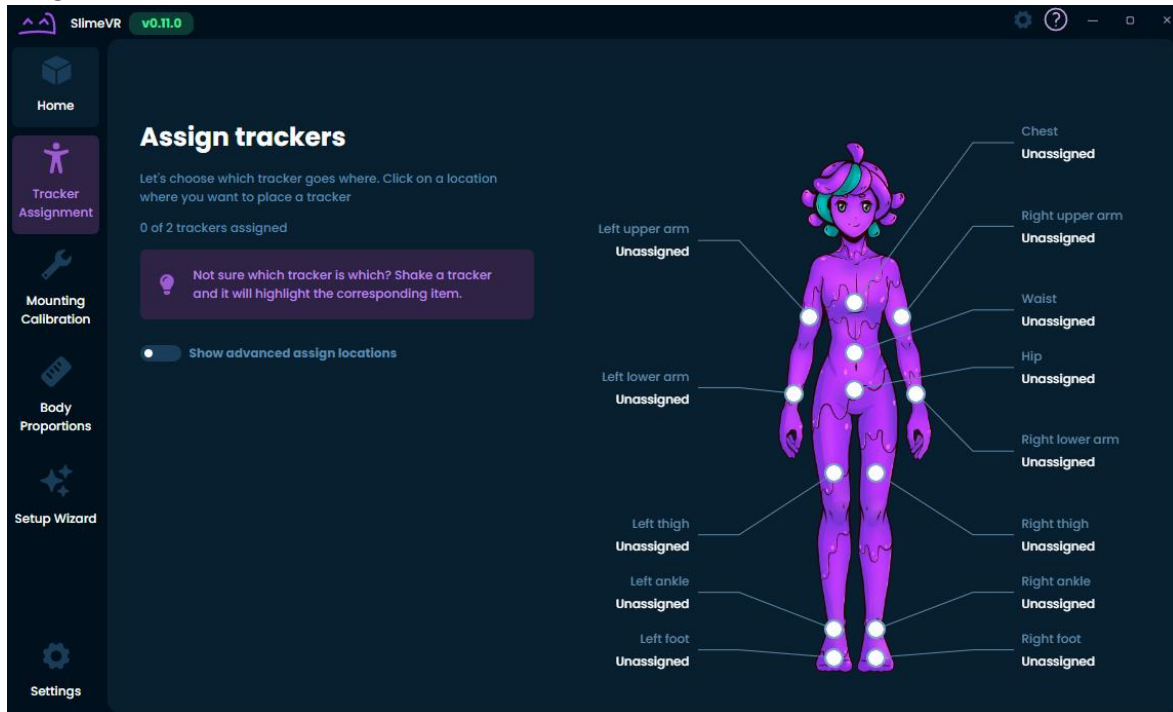 SlimeVR v0.11.0
?
Home
Tracker
Assignment
Mounting
Calibration
Body
Proportions
Setup Wizard
Settings
Assign trackers
Let's choose which tracker goes where. Click on a location
where you want to place a tracker
0 of 2 trackers assigned
Not sure which tracker is which? Shake a tracker
and it will highlight the corresponding item.
Show advanced assign locations
Left upper arm
Unassigned
Left lower arm
Unassigned
Left thigh
Unassigned
Left ankle
Unassigned
Left foot
Unassigned
Chest
Unassigned
Right upper arm
Unassigned
Waist
Unassigned
Hip
Unassigned
Right lower arm
Unassigned
Right thigh
Unassigned
Right ankle
Unassigned
Right foot
Unassigned